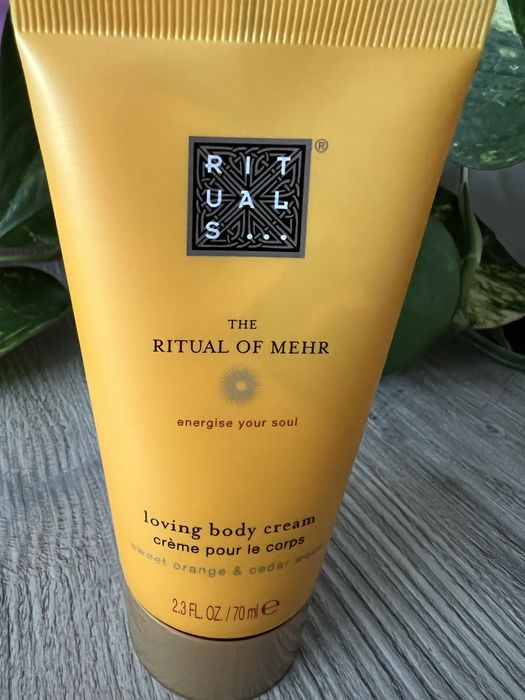 RIT
UAL
S...
®
THE
RITUAL OF MEHR
energise your soul
loving body cream
crème pour le corps
sweet orange & cedar wood
2.3 FL. OZ. / 70 ml ℮